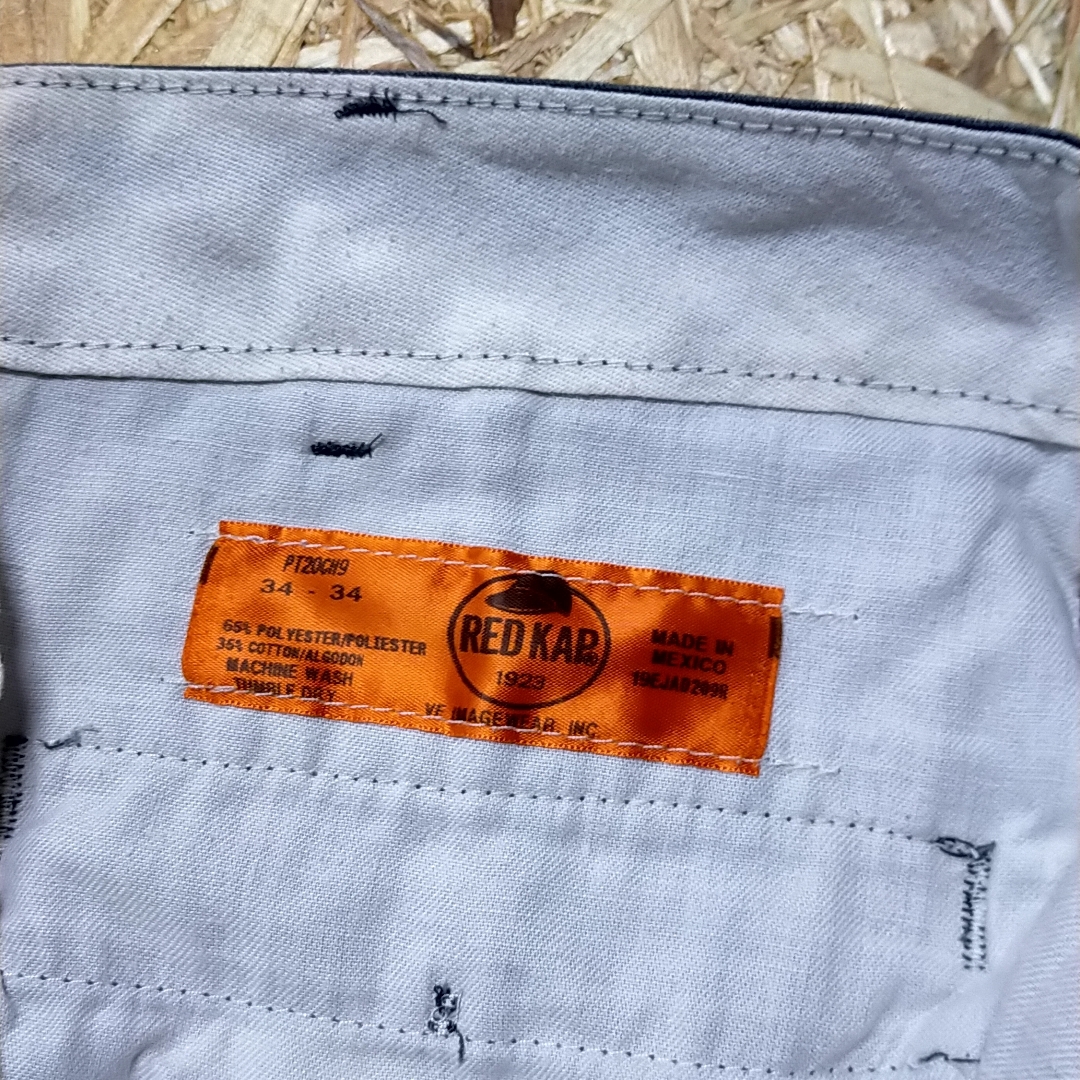 PT20CH9
34 - 34
65% POLYESTER/POLIESTER
35% COTTON/ALGODON
MACHINE WASH
TUMBLE DRY
RED KAP®
1923
VF IMAGEWEAR, INC.
MADE IN
MEXICO